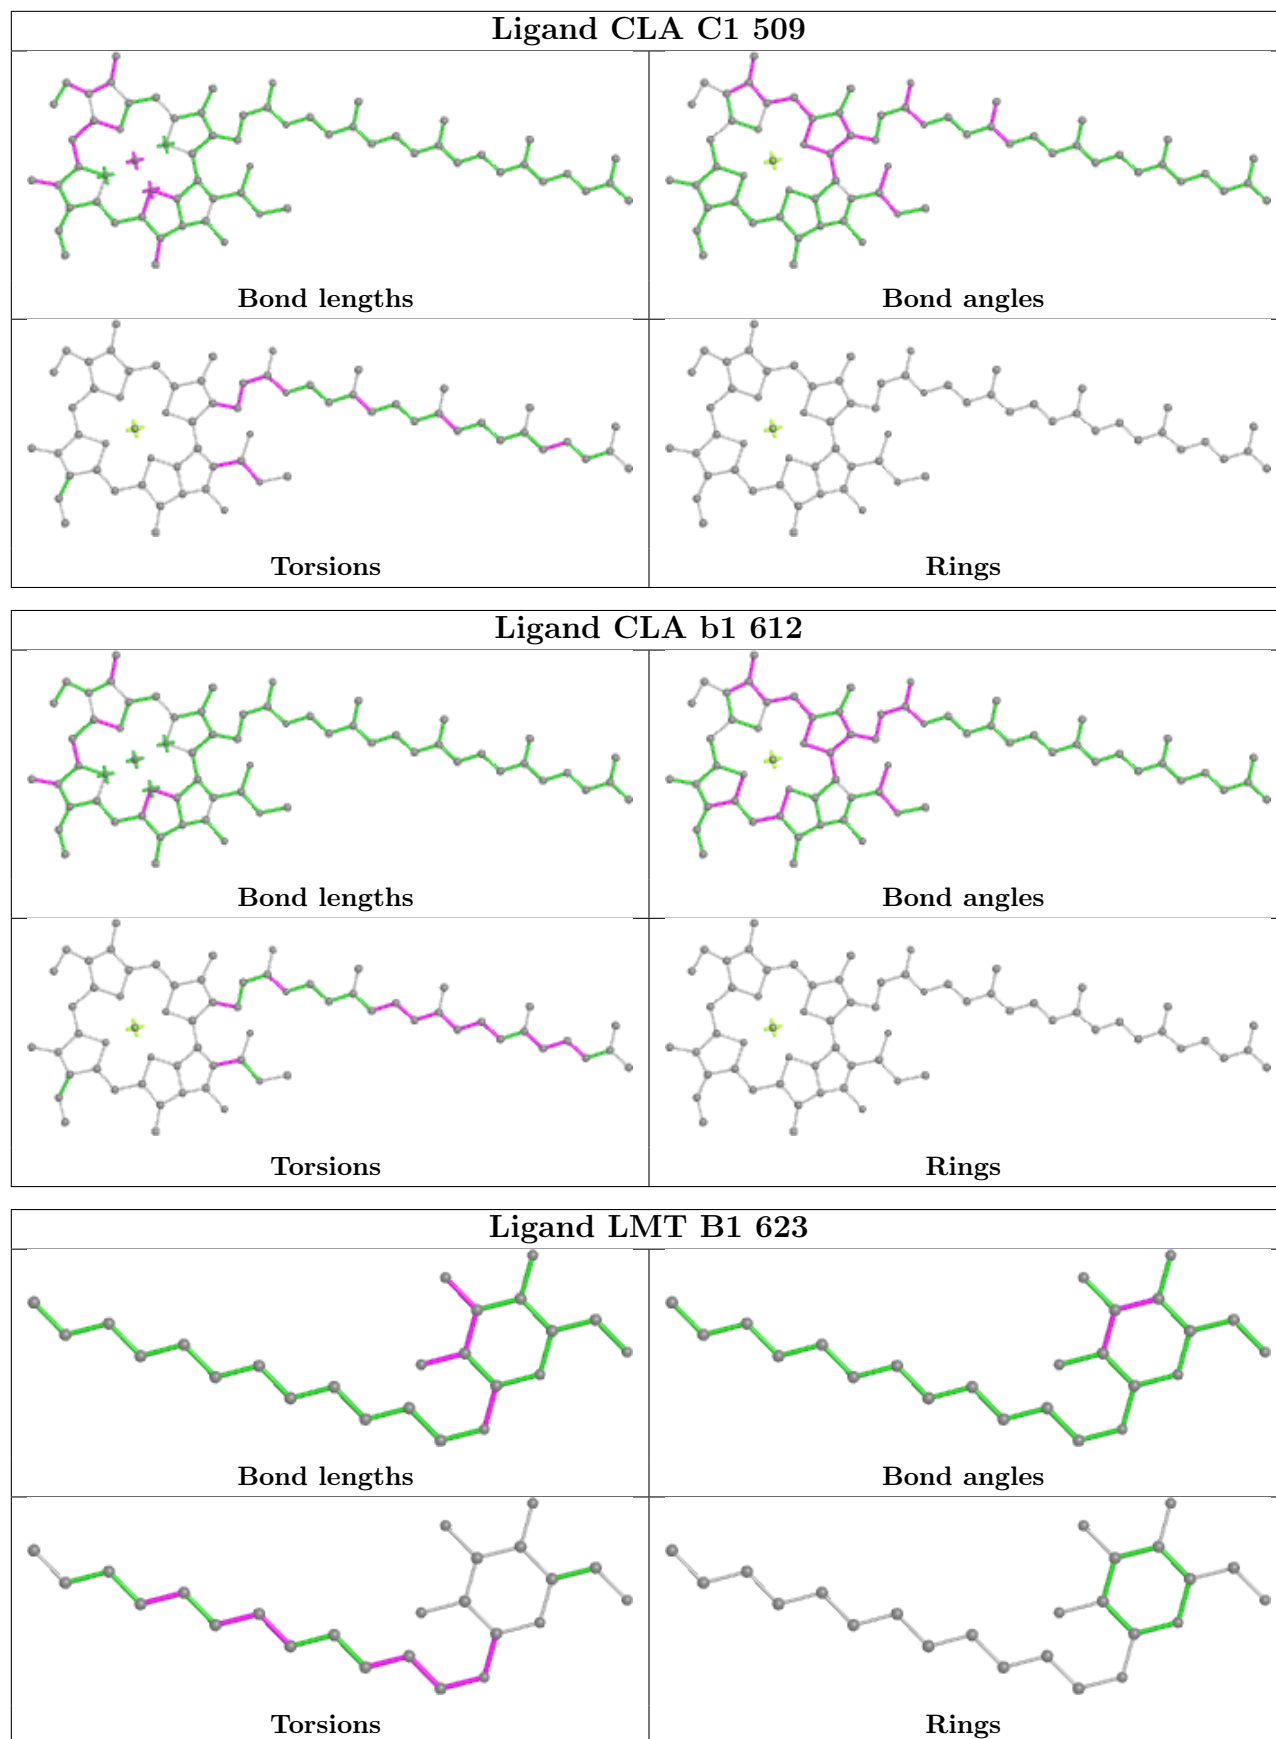 Ligand CLA C1 509
Bond lengths
Bond angles
Torsions
Rings
Ligand CLA b1 612
Bond lengths
Bond angles
Torsions
Rings
Ligand LMT B1 623
Bond lengths
Bond angles
Torsions
Rings